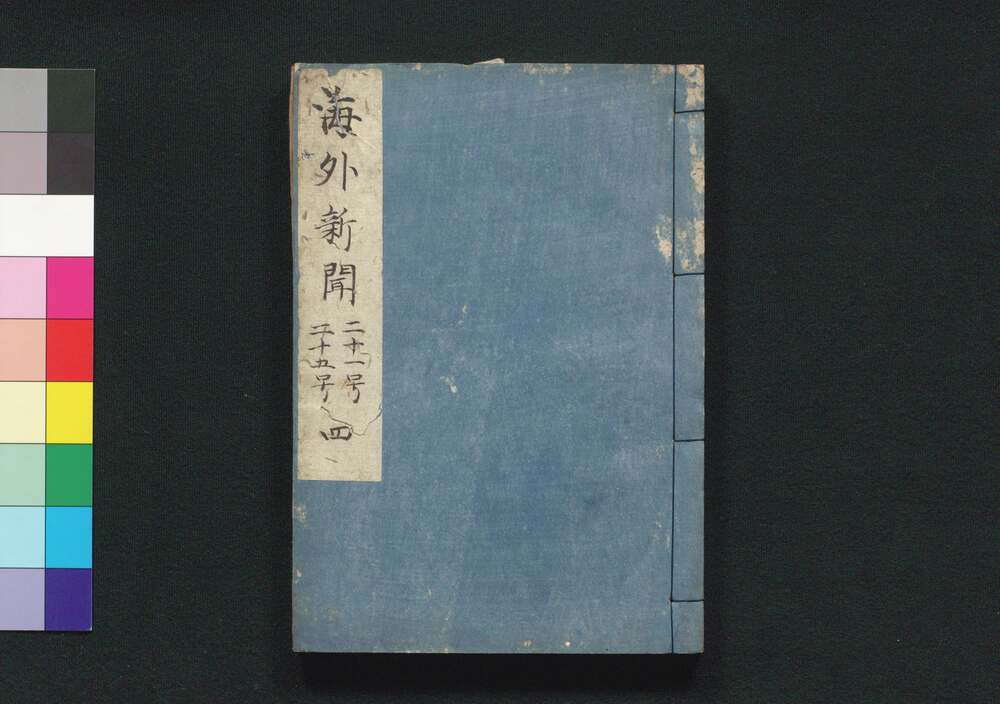 海外新聞
二十一号
二十五号
四